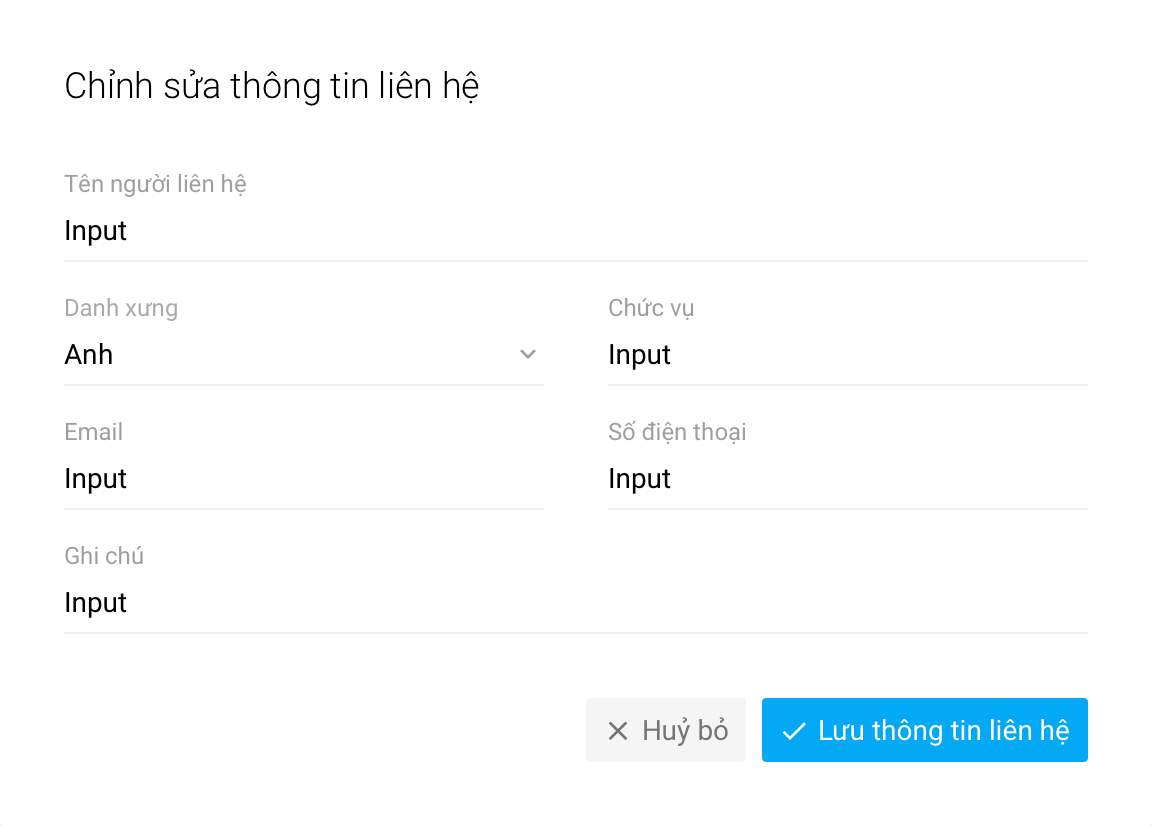 Chỉnh sửa thông tin liên hệ
Tên người liên hệ
Input
Danh xưng
Chức vụ
Anh
Input
Email
Số điện thoại
Input
Input
Ghi chú
Input
Huỷ bỏ
Lưu thông tin liên hệ